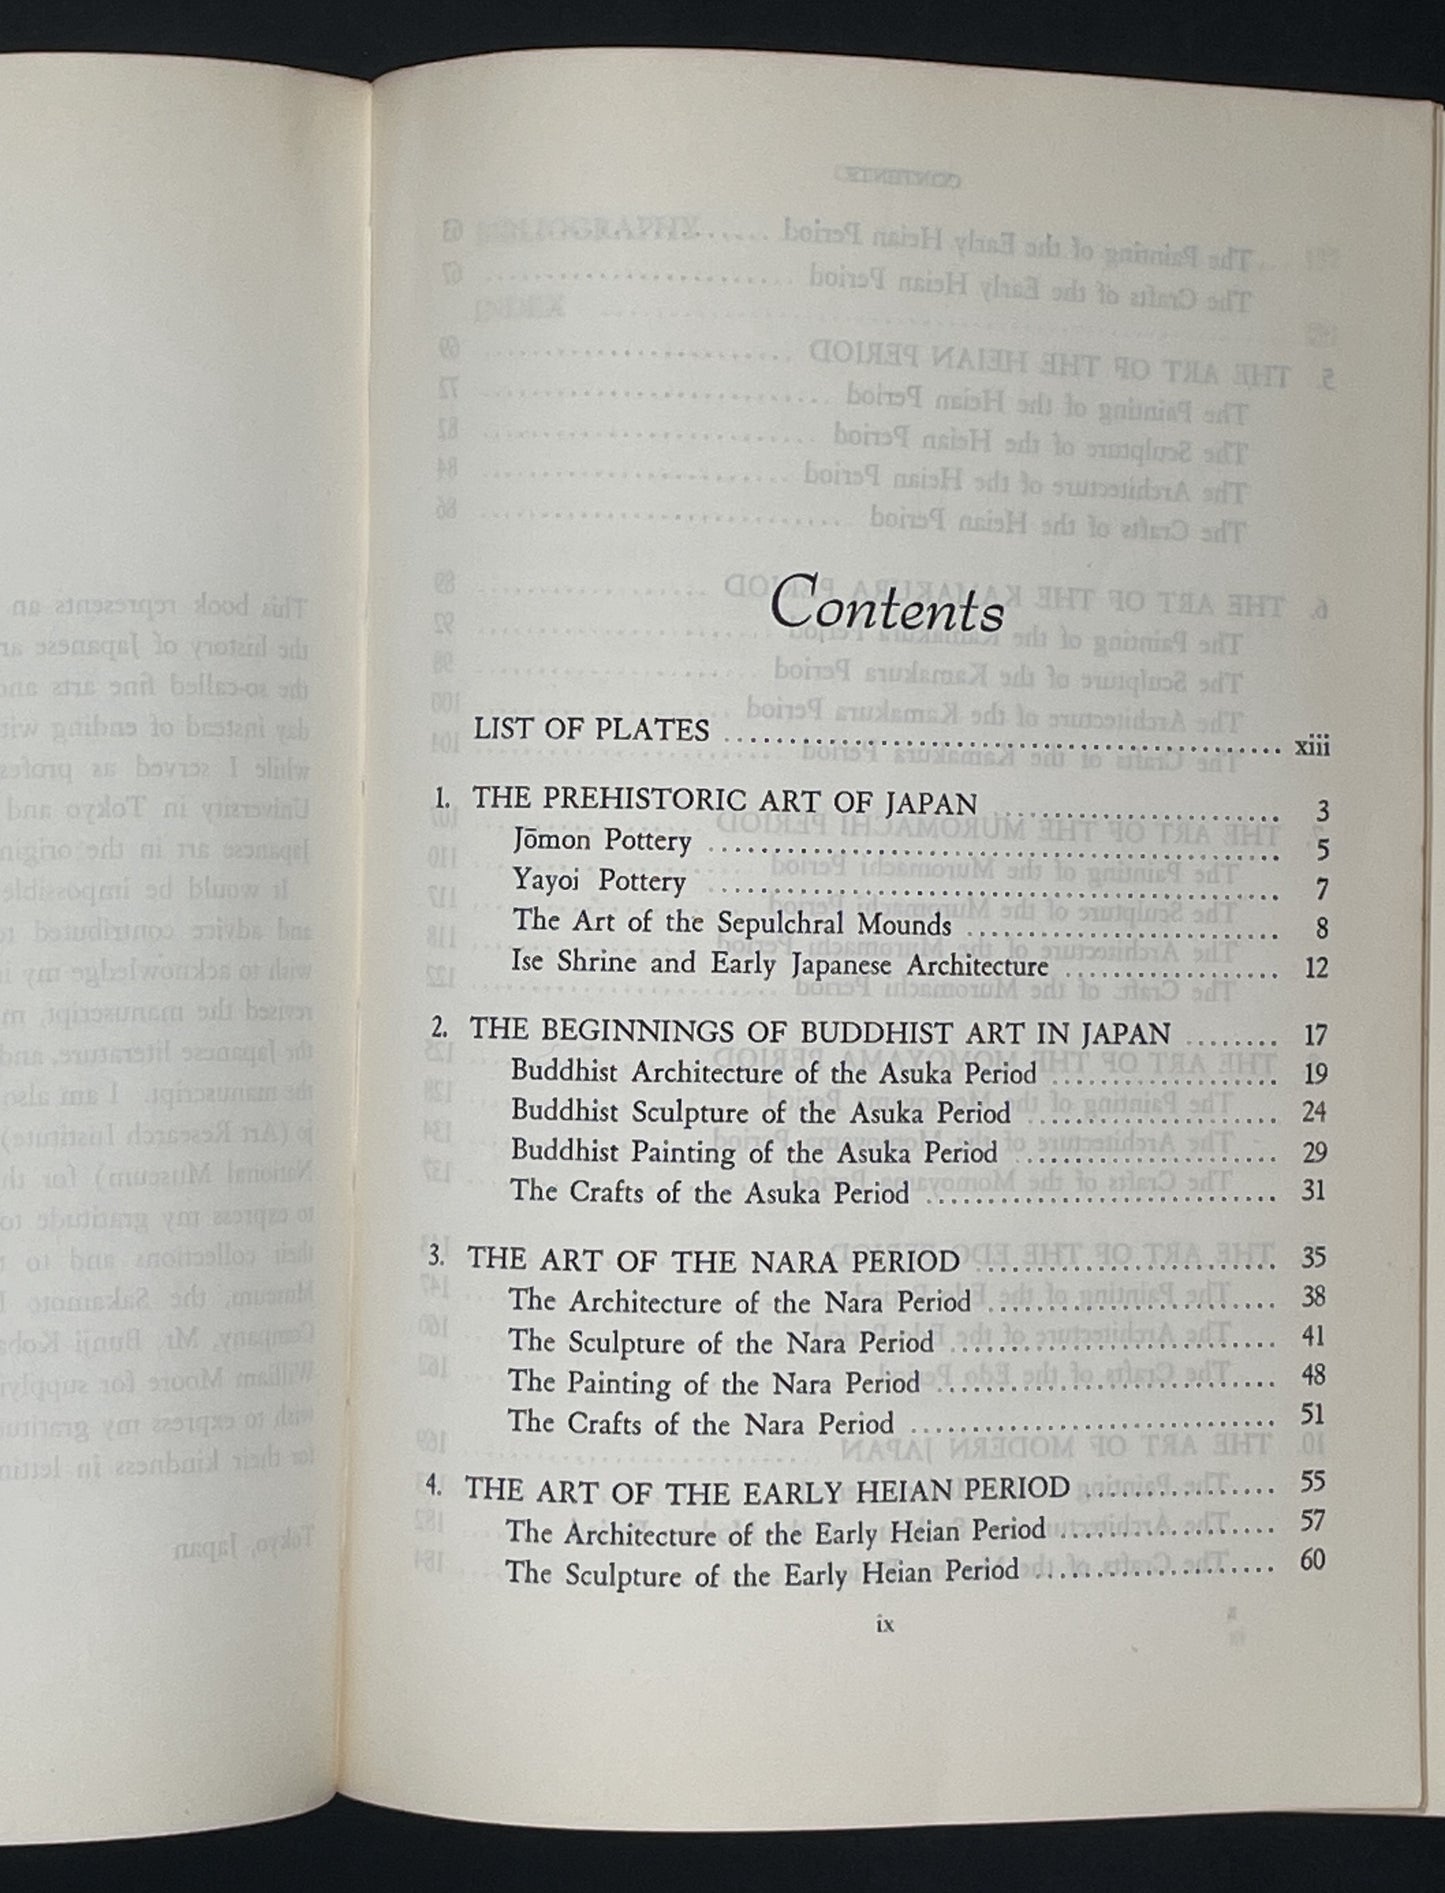 Contents
LIST OF PLATES ........................................ xiii
1. THE PREHISTORIC ART OF JAPAN ..................... 3
Jōmon Pottery ........................................ 5
Yayoi Pottery ........................................ 7
The Art of the Sepulchral Mounds ..................... 8
Ise Shrine and Early Japanese Architecture ................ 12
2. THE BEGINNINGS OF BUDDHIST ART IN JAPAN ........ 17
Buddhist Architecture of the Asuka Period ................. 19
Buddhist Sculpture of the Asuka Period ................... 24
Buddhist Painting of the Asuka Period .................... 29
The Crafts of the Asuka Period ........................... 31
3. THE ART OF THE NARA PERIOD ....................... 35
The Architecture of the Nara Period ...................... 38
The Sculpture of the Nara Period ......................... 41
The Painting of the Nara Period .......................... 48
The Crafts of the Nara Period ............................ 51
4. THE ART OF THE EARLY HEIAN PERIOD ................ 55
The Architecture of the Early Heian Period ................ 57
The Sculpture of the Early Heian Period .................. 60
ix